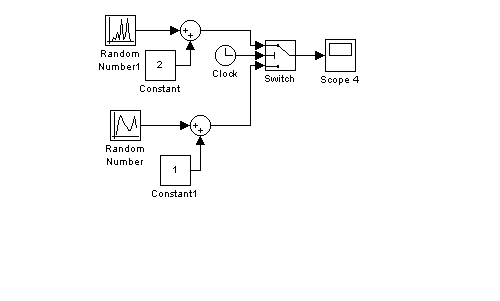 Random
Number1
2
Constant
Clock
Switch
Scope 4
Random
Number
1
Constant1